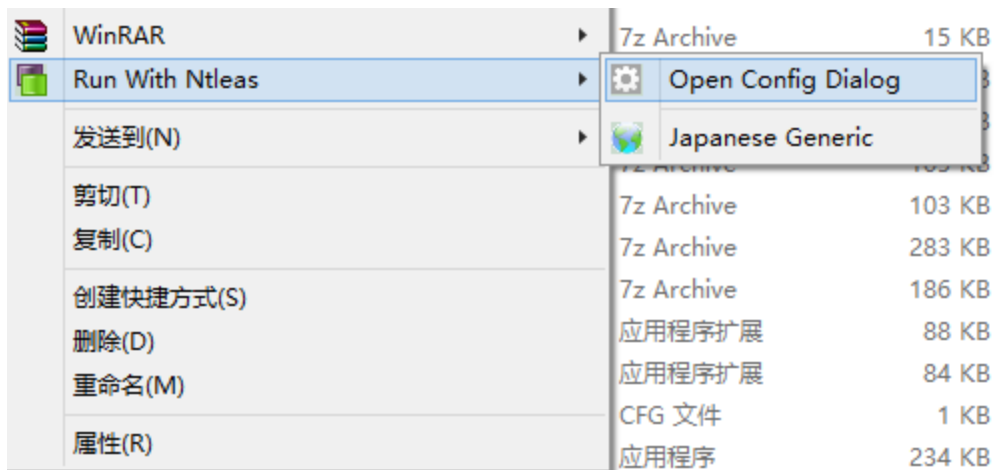 WinRAR
7z Archive 15 KB
Run With Ntleas
Open Config Dialog
发送到(N)
Japanese Generic
剪切(T)
7z Archive 103 KB
复制(C)
7z Archive 283 KB
创建快捷方式(S)
7z Archive 186 KB
删除(D)
应用程序扩展 88 KB
重命名(M)
应用程序扩展 84 KB
CFG 文件 1 KB
属性(R)
应用程序 234 KB